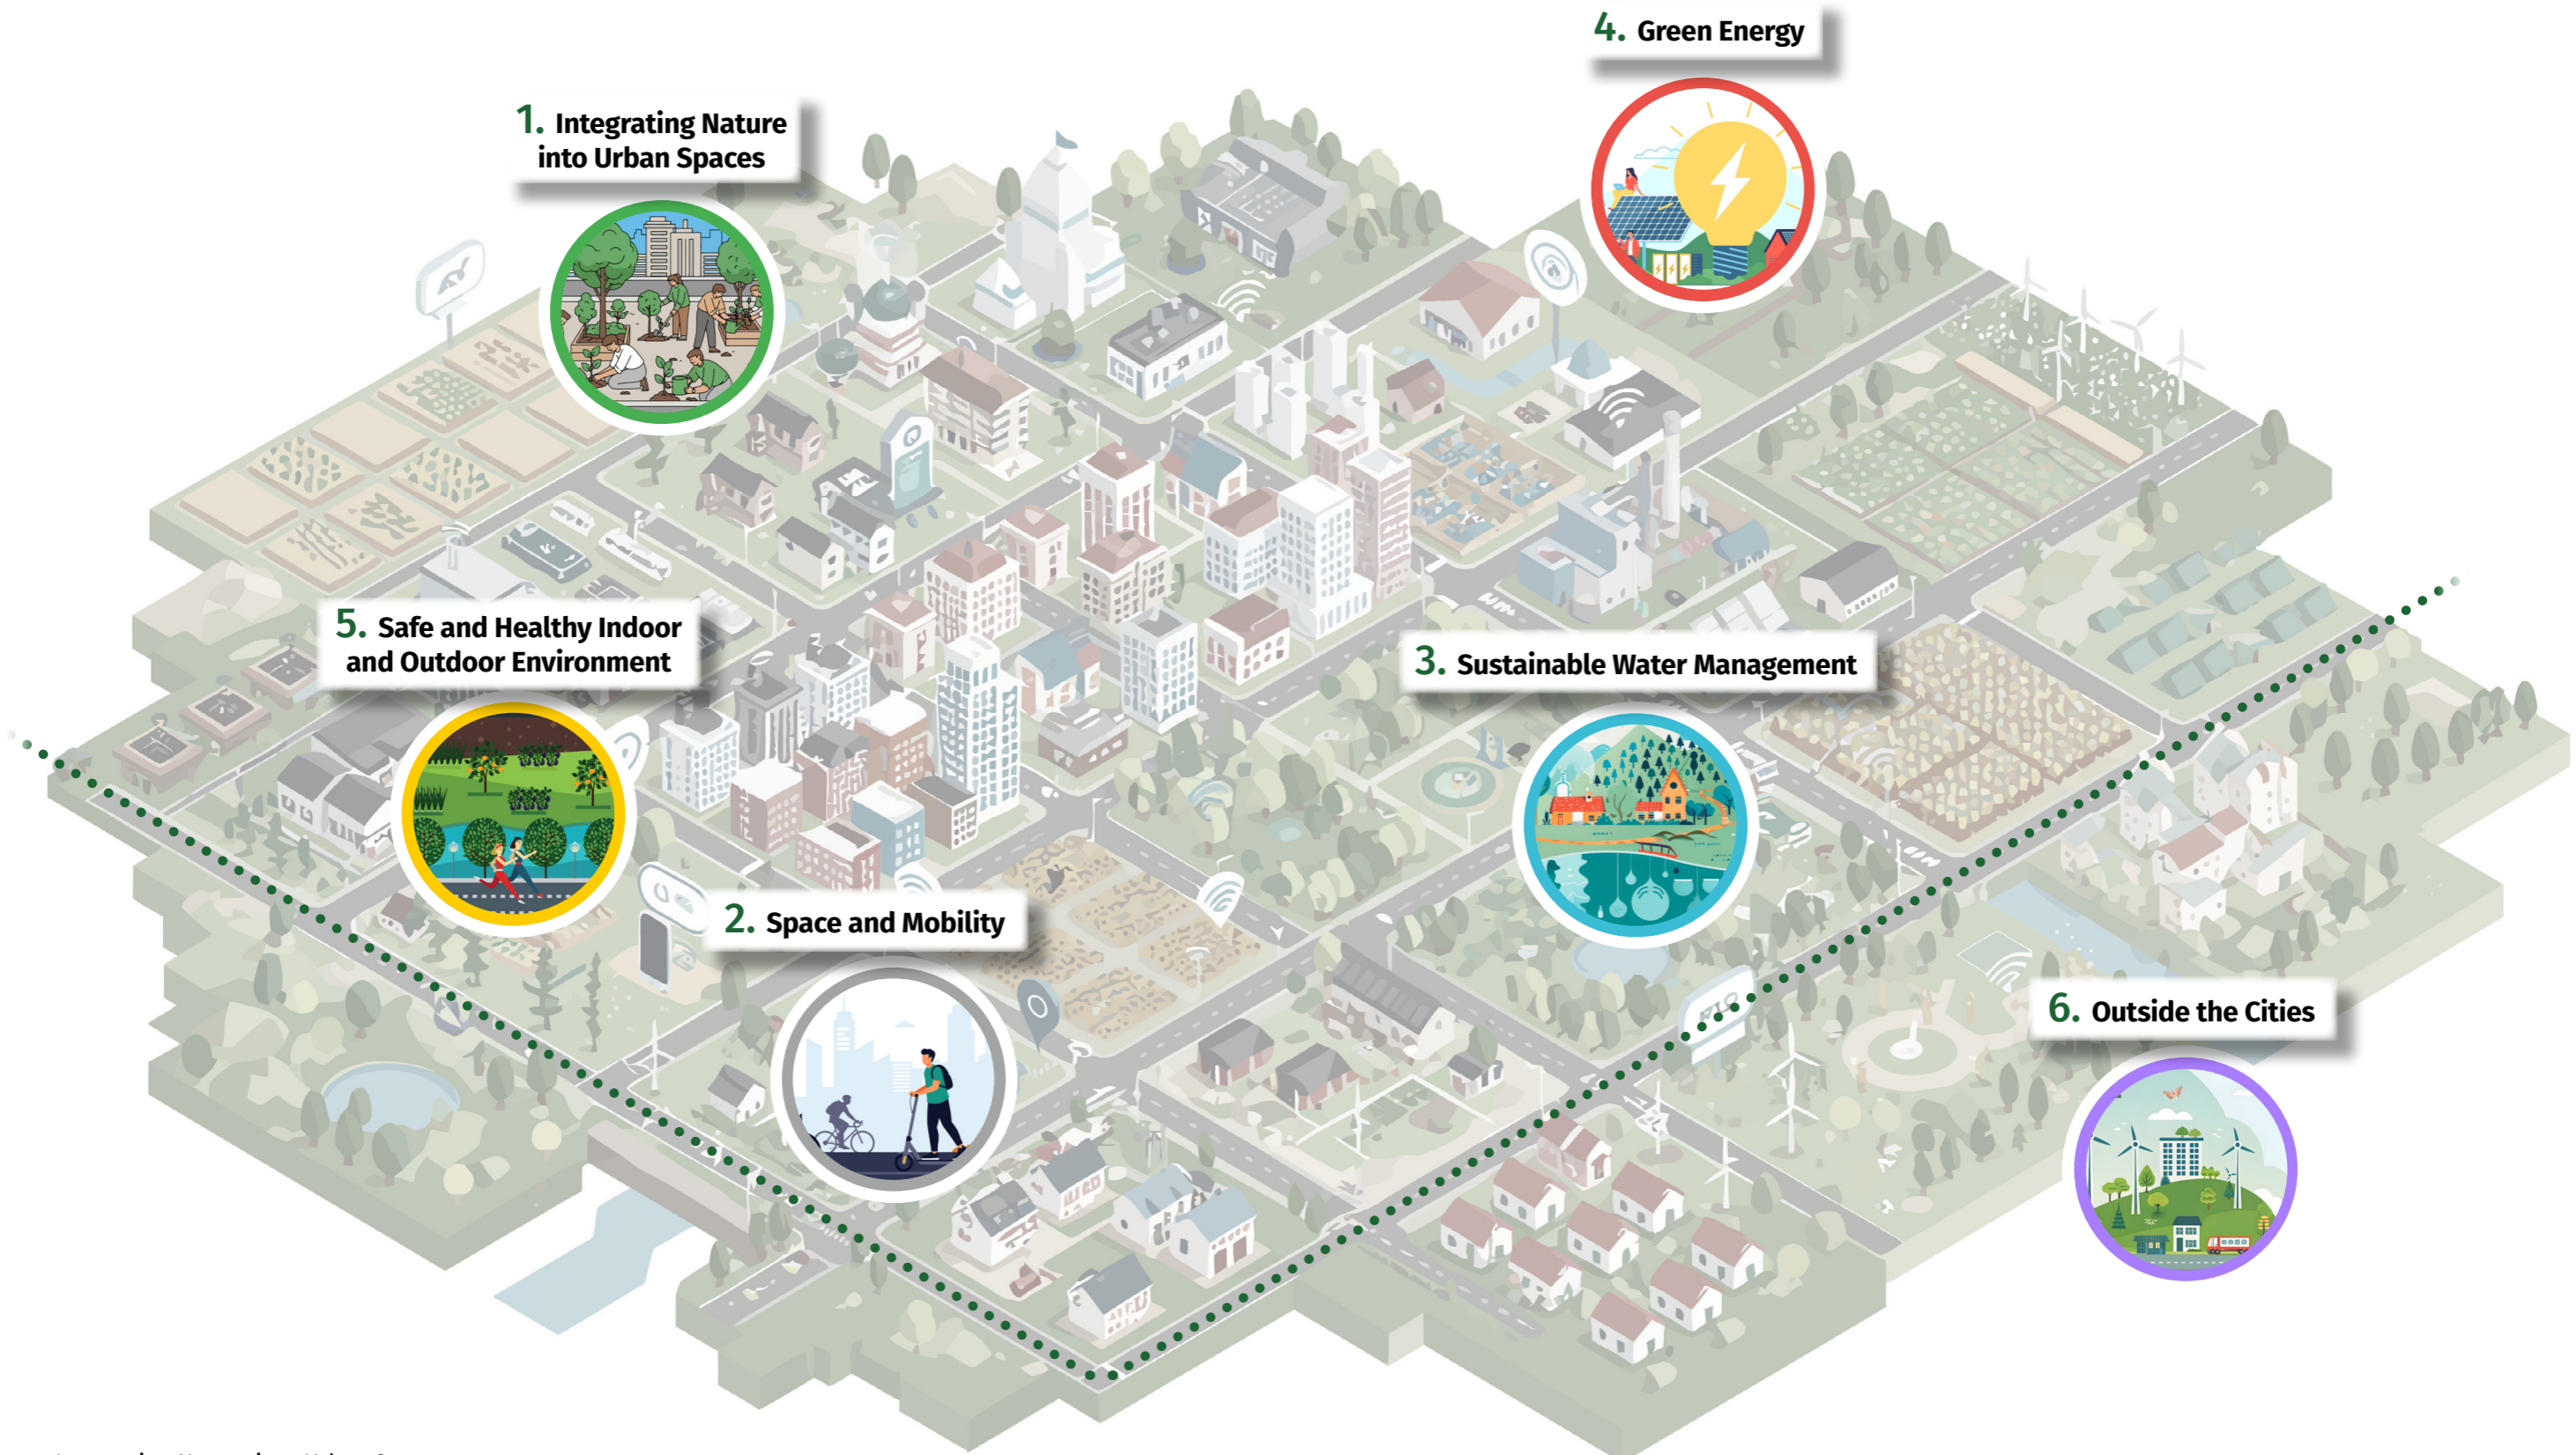 4. Green Energy
1. Integrating Nature
into Urban Spaces
5. Safe and Healthy Indoor
and Outdoor Environment
3. Sustainable Water Management
2. Space and Mobility
6. Outside the Cities